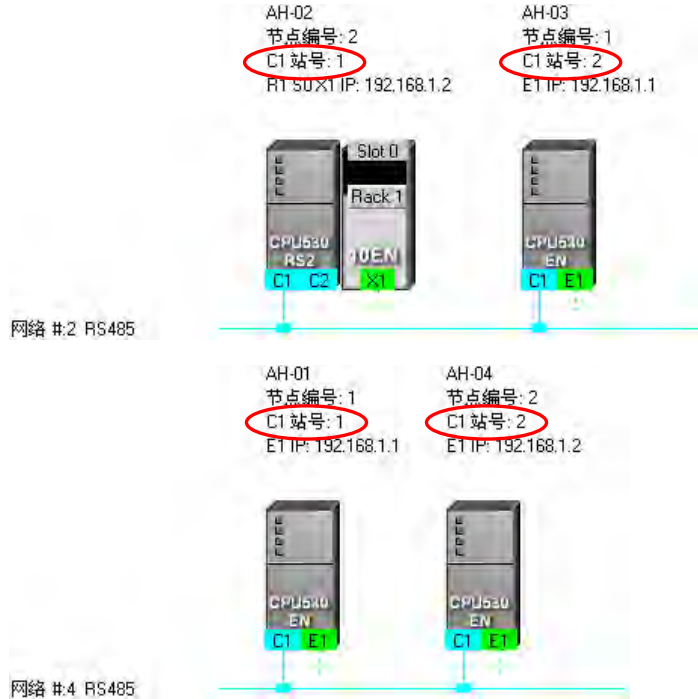 AH-02
节点编号: 2
C1 站号: 1
R1 S0 X1 IP: 192.168.1.2
AH-03
节点编号: 1
C1 站号: 2
E1 IP: 192.168.1.1
Slot 0
Rack 1
CPU530
RS2
10EN
C1 C2
X1
CPU530
EN
C1 E1
网络 #:2 RS485
AH-01
节点编号: 1
C1 站号: 1
E1 IP: 192.168.1.1
AH-04
节点编号: 2
C1 站号: 2
E1 IP: 192.168.1.2
CPU530
EN
C1 E1
CPU530
EN
C1 E1
网络 #:4 RS485